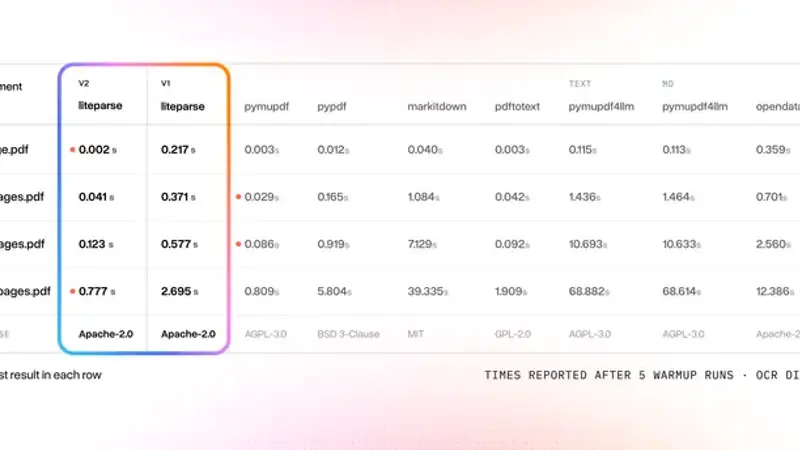 V2 V1 TEXT MD
ment liteparse liteparse pymupdf pypdf markitdown pdftotext pymupdf4llm pymupdf4llm opendata
ge.pdf 0.002 s 0.217 s 0.003s 0.012s 0.040s 0.003s 0.115s 0.113s 0.359s
ages.pdf 0.041 s 0.371 s 0.029s 0.165s 1.084s 0.042s 1.436s 1.464s 0.701s
ages.pdf 0.123 s 0.577 s 0.086s 0.919s 7.129s 0.092s 10.693s 10.633s 2.560s
pages.pdf 0.777 s 2.695 s 0.809s 5.804s 39.335s 1.909s 68.882s 68.614s 12.386s
SE Apache-2.0 Apache-2.0 AGPL-3.0 BSD 3-Clause MIT GPL-2.0 AGPL-3.0 AGPL-3.0 Apache-2
st result in each row TIMES REPORTED AFTER 5 WARMUP RUNS · OCR DI